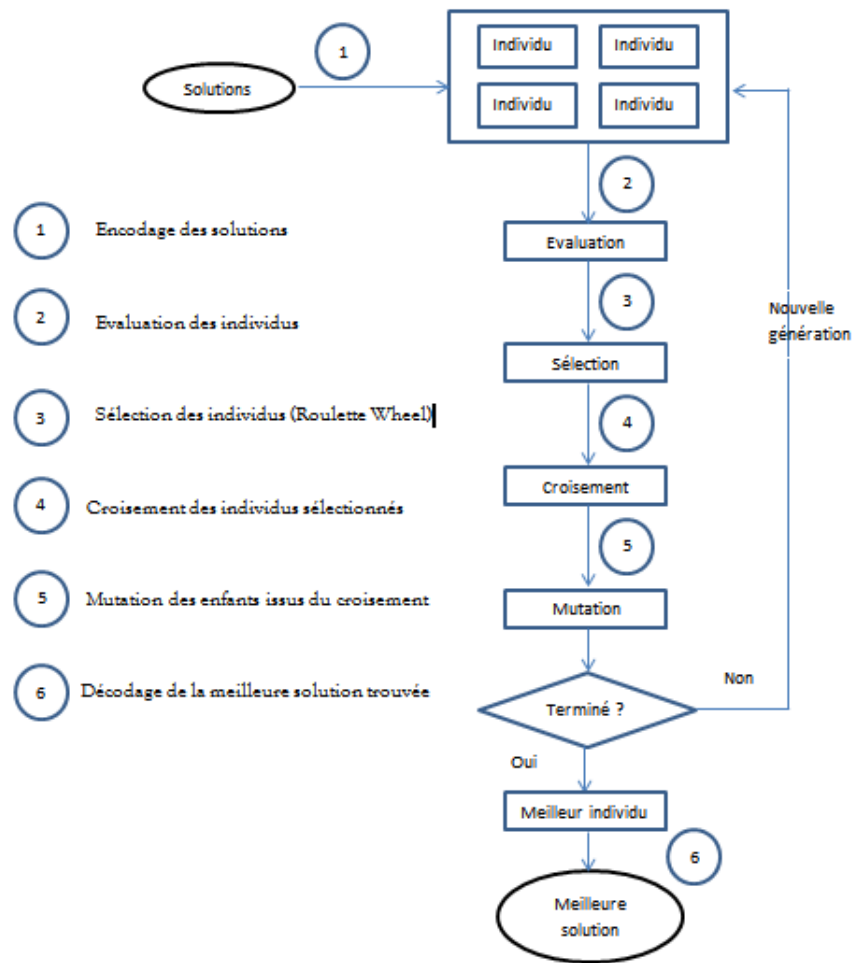 1
Individu
Individu
Solutions
Individu
Individu
2
1
Encodage des solutions
Evaluation
3
Nouvelle
génération
2
Evaluation des individus
Sélection
3
Sélection des individus (Roulette Wheel)
4
Croisement
4
Croisement des individus sélectionnés
5
5
Mutation des enfants issus du croisement
Mutation
6
Décodage de la meilleure solution trouvée
Non
Terminé ?
Oui
Meilleur individu
6
Meilleure
solution